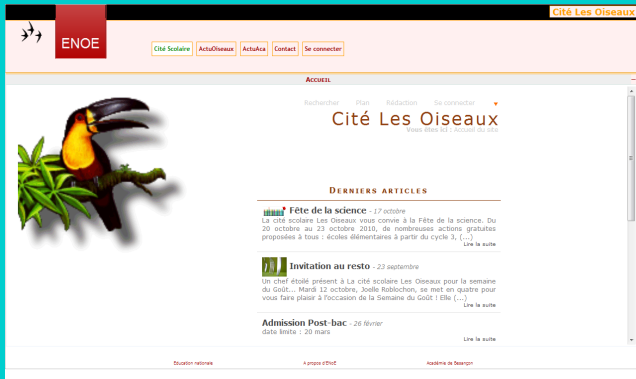 Cité Les Oiseaux
ENOE
Cité Scolaire ActuOiseaux ActuAca Contact Se connecter
ACCUEIL
Rechercher Plan Rédaction Se connecter
Cité Les Oiseaux
Vous êtes ici : Accueil du site
DERNIERS ARTICLES
Fête de la science - 17 octobre
La cité scolaire Les Oiseaux vous convie à la Fête de la science. Du
20 octobre au 23 octobre 2010, de nombreuses actions gratuites
proposées à tous : écoles élémentaires à partir du cycle 3, (...)
Lire la suite
Invitation au resto - 23 septembre
Un chef étoilé présent à La cité scolaire Les Oiseaux pour la semaine
du Goût... Mardi 12 octobre, Joelle Roblochon, se met en quatre pour
vous faire plaisir à l'occasion de la Semaine du Goût ! Elle (...)
Lire la suite
Admission Post-bac - 26 février
date limite : 20 mars
Lire la suite
Education nationale A propos d'ENOE Académie de Besançon